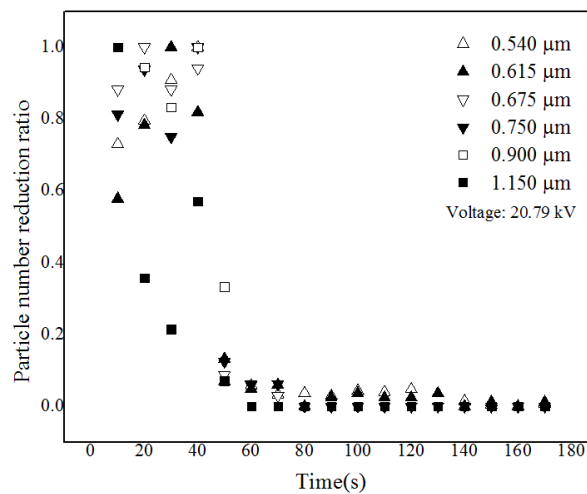 1.0
0.8
0.6
0.4
0.2
0.0
Particle number reduction ratio
0.540 μm
0.615 μm
0.675 μm
0.750 μm
0.900 μm
1.150 μm
Voltage: 20.79 kV
0 20 40 60 80 100 120 140 160 180
Time(s)